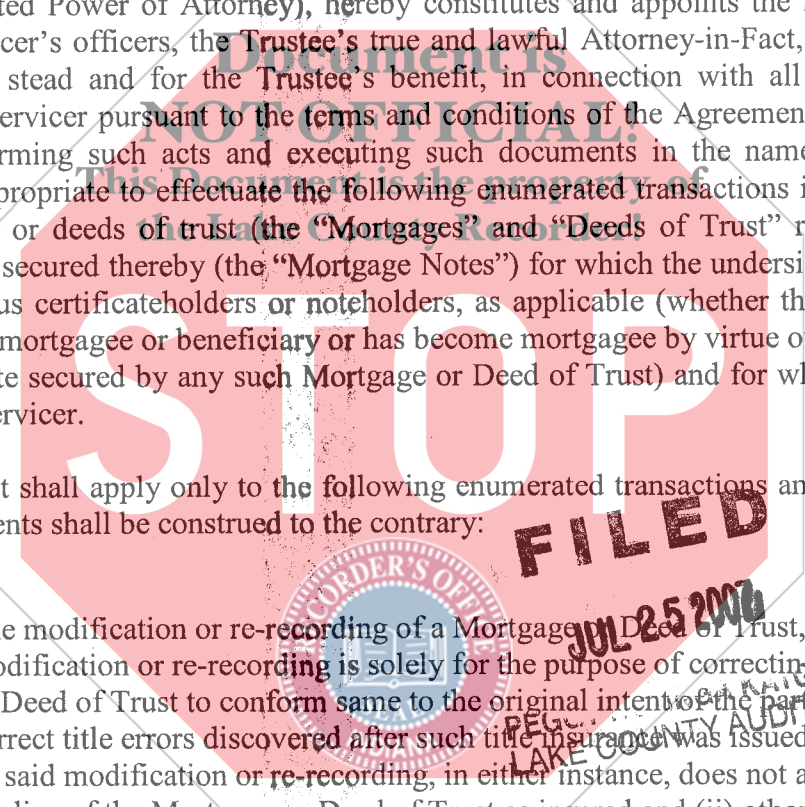 ted Power of Attorney), hereby constitutes and appoints the
cer's officers, the Trustee's true and lawful Attorney-in-Fact,
Document is
stead and for the Trustee's benefit, in connection with all
ervicer pursuant to the terms and conditions of the Agreemen
NOT OFFICIAL!
rming such acts and executing such documents in the name
propriate to effectuate the following enumerated transactions i
This Document is the property of
or deeds of trust (the "Mortgages" and "Deeds of Trust" r
the Lake County Recorder!
secured thereby (the "Mortgage Notes") for which the undersi
us certificateholders or noteholders, as applicable (whether th
mortgagee or beneficiary or has become mortgagee by virtue o
te secured by any such Mortgage or Deed of Trust) and for wh
ervicer.
STOP
t shall apply only to the following enumerated transactions an
ents shall be construed to the contrary:
FILED
JUL 25
RECORDER'S OFFICE
SEAL
e modification or re-recording of a Mortgage or Deed of Trust,
odification or re-recording is solely for the purpose of correctin
Deed of Trust to conform same to the original intent of the part
rrect title errors discovered after such title insurance was issued
LAKE COUNTY AUDI
said modification or re-recording, in either instance, does not a